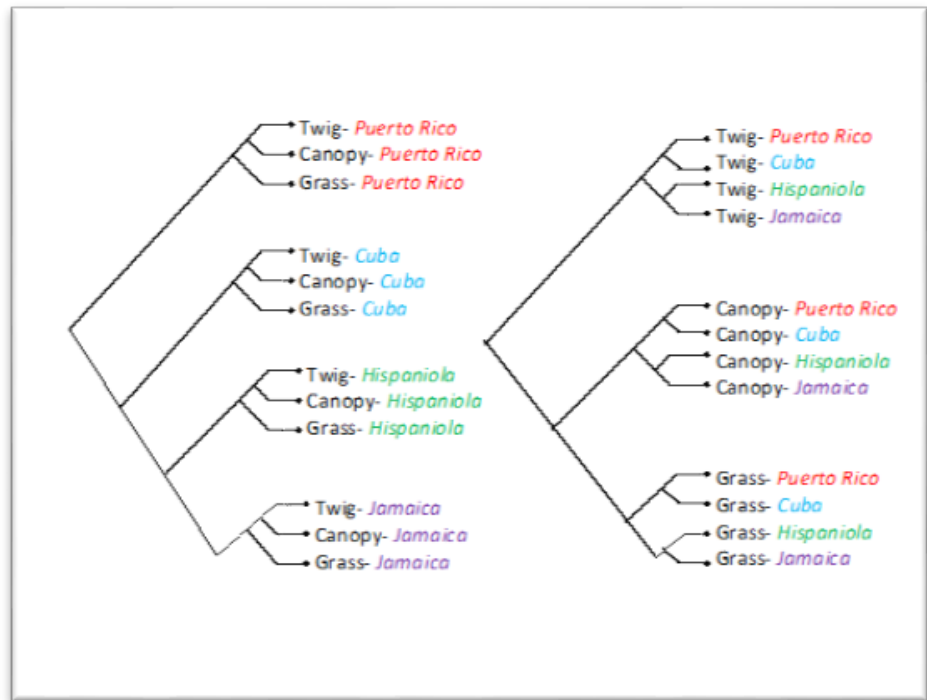 Twig- Puerto Rico
Canopy- Puerto Rico
Grass- Puerto Rico
Twig- Cuba
Canopy- Cuba
Grass- Cuba
Twig- Hispaniola
Canopy- Hispaniola
Grass- Hispaniola
Twig- Jamaica
Canopy- Jamaica
Grass- Jamaica
Twig- Puerto Rico
Twig- Cuba
Twig- Hispaniola
Twig- Jamaica
Canopy- Puerto Rico
Canopy- Cuba
Canopy- Hispaniola
Canopy- Jamaica
Grass- Puerto Rico
Grass- Cuba
Grass- Hispaniola
Grass- Jamaica